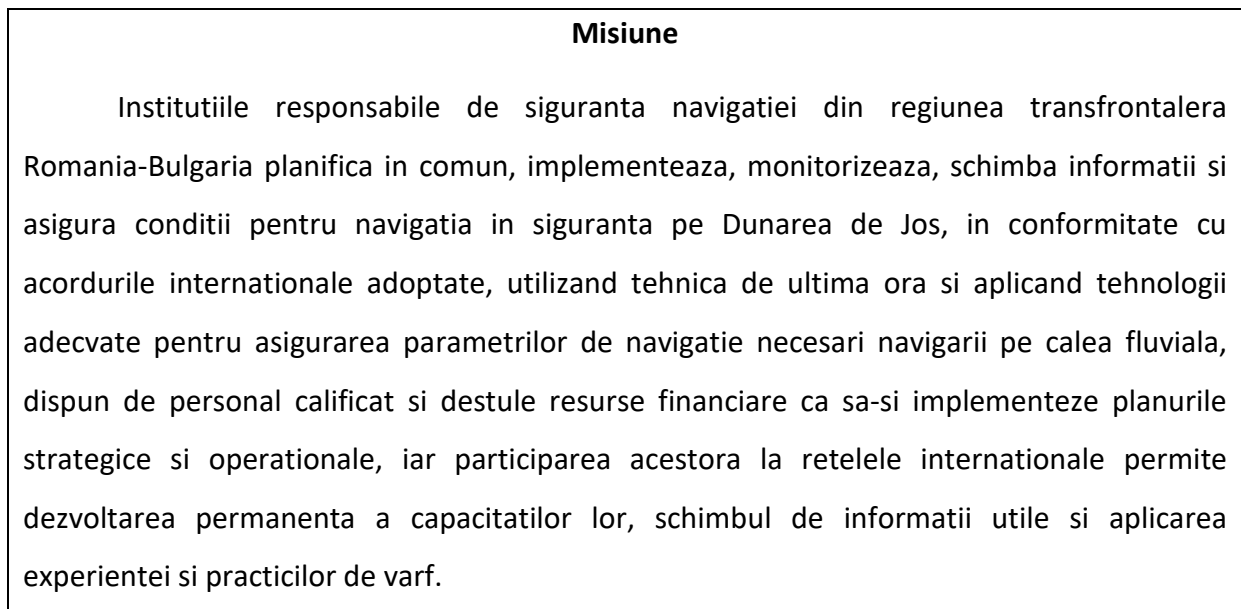 Misiune
Institutiile responsabile de siguranta navigatiei din regiunea transfrontalera
Romania-Bulgaria planifica in comun, implementeaza, monitorizeaza, schimba informatii si
asigura conditii pentru navigatia in siguranta pe Dunarea de Jos, in conformitate cu
acordurile internationale adoptate, utilizand tehnica de ultima ora si aplicand tehnologii
adecvate pentru asigurarea parametrilor de navigatie necesari navigarii pe calea fluviala,
dispun de personal calificat si destule resurse financiare ca sa-si implementeze planurile
strategice si operationale, iar participarea acestora la retelele internationale permite
dezvoltarea permanenta a capacitatilor lor, schimbul de informatii utile si aplicarea
experientei si practicilor de varf.